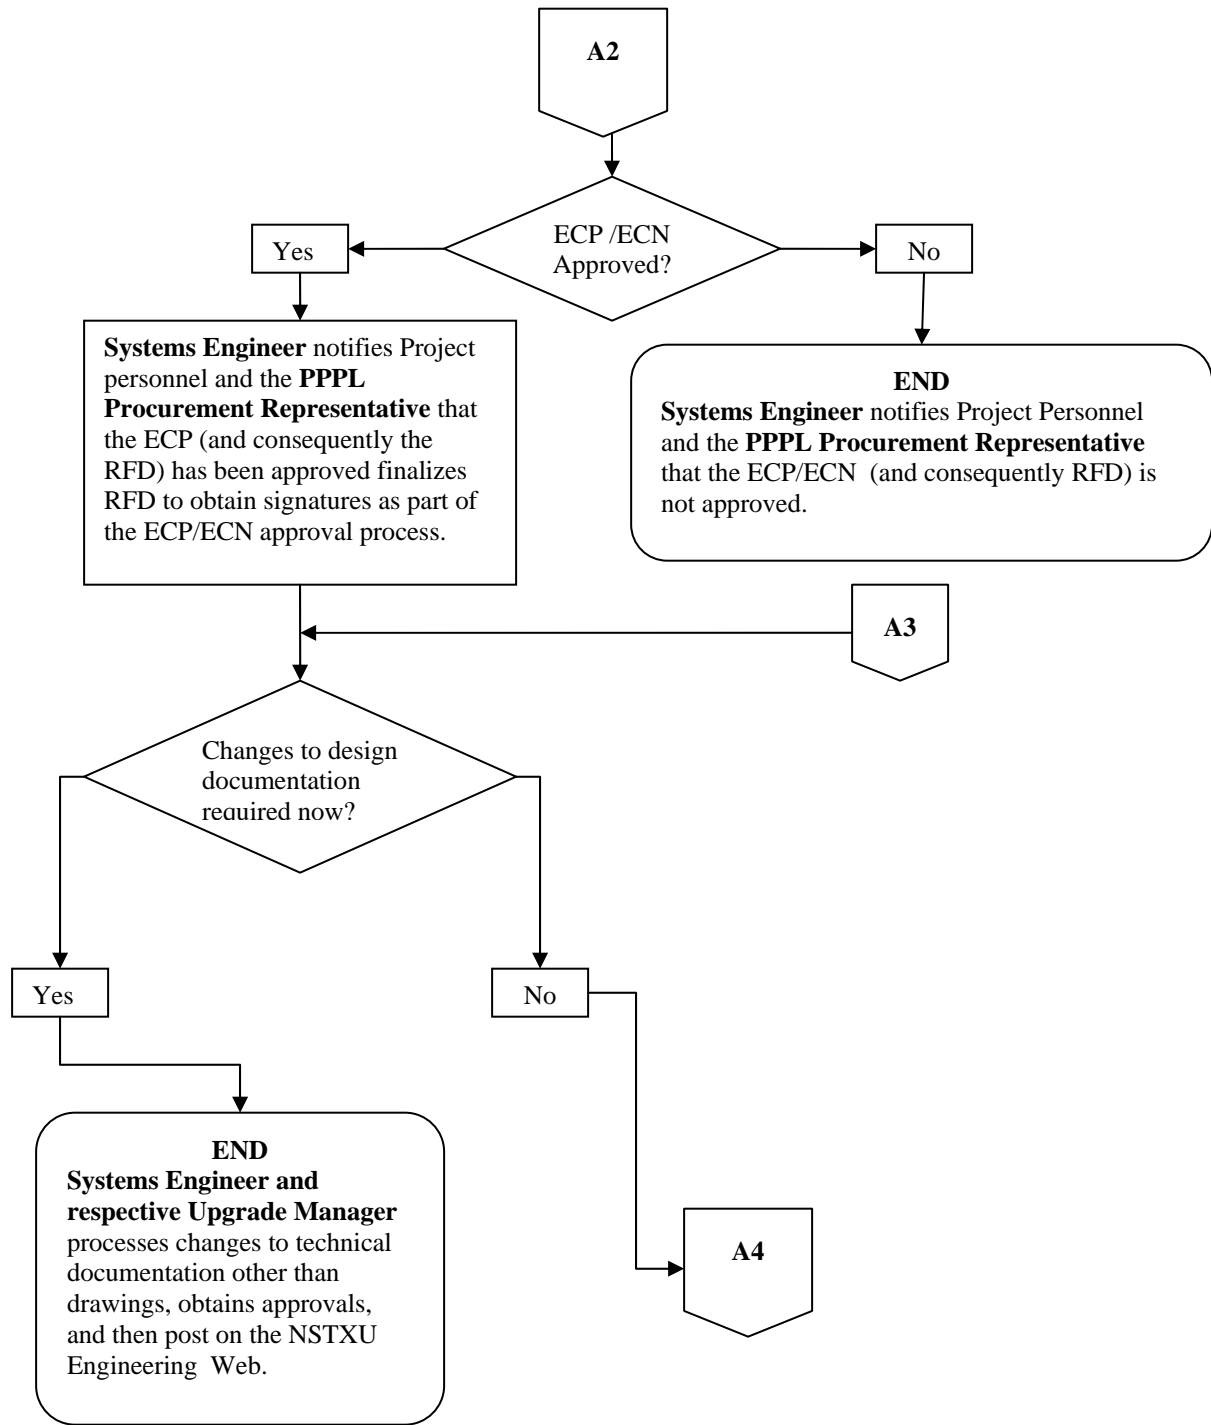 A2
ECP /ECN
Approved?
Yes
No
Systems Engineer notifies Project
personnel and the PPPL
Procurement Representative that
the ECP (and consequently the
RFD) has been approved finalizes
RFD to obtain signatures as part of
the ECP/ECN approval process.
END
Systems Engineer notifies Project Personnel
and the PPPL Procurement Representative
that the ECP/ECN (and consequently RFD) is
not approved.
A3
Changes to design
documentation
required now?
Yes
No
END
Systems Engineer and
respective Upgrade Manager
processes changes to technical
documentation other than
drawings, obtains approvals,
and then post on the NSTXU
Engineering Web.
A4